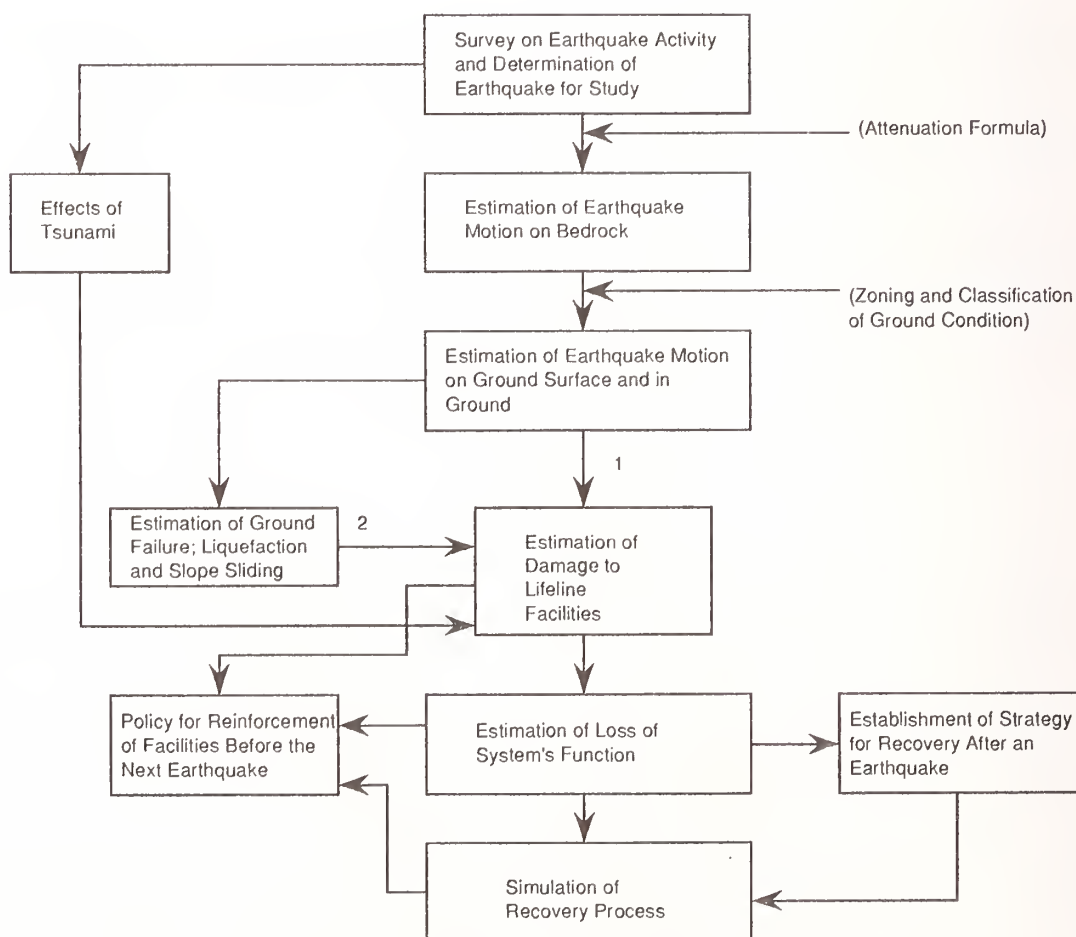 Survey on Earthquake Activity
and Determination of
Earthquake for Study
(Attenuation Formula)
Effects of
Tsunami
Estimation of Earthquake
Motion on Bedrock
(Zoning and Classification
of Ground Condition)
Estimation of Earthquake Motion
on Ground Surface and in
Ground
1
Estimation of Ground
Failure; Liquefaction
and Slope Sliding
2
Estimation of
Damage to
Lifeline
Facilities
Policy for Reinforcement
of Facilities Before the
Next Earthquake
Estimation of Loss of
System's Function
Establishment of Strategy
for Recovery After an
Earthquake
Simulation of
Recovery Process